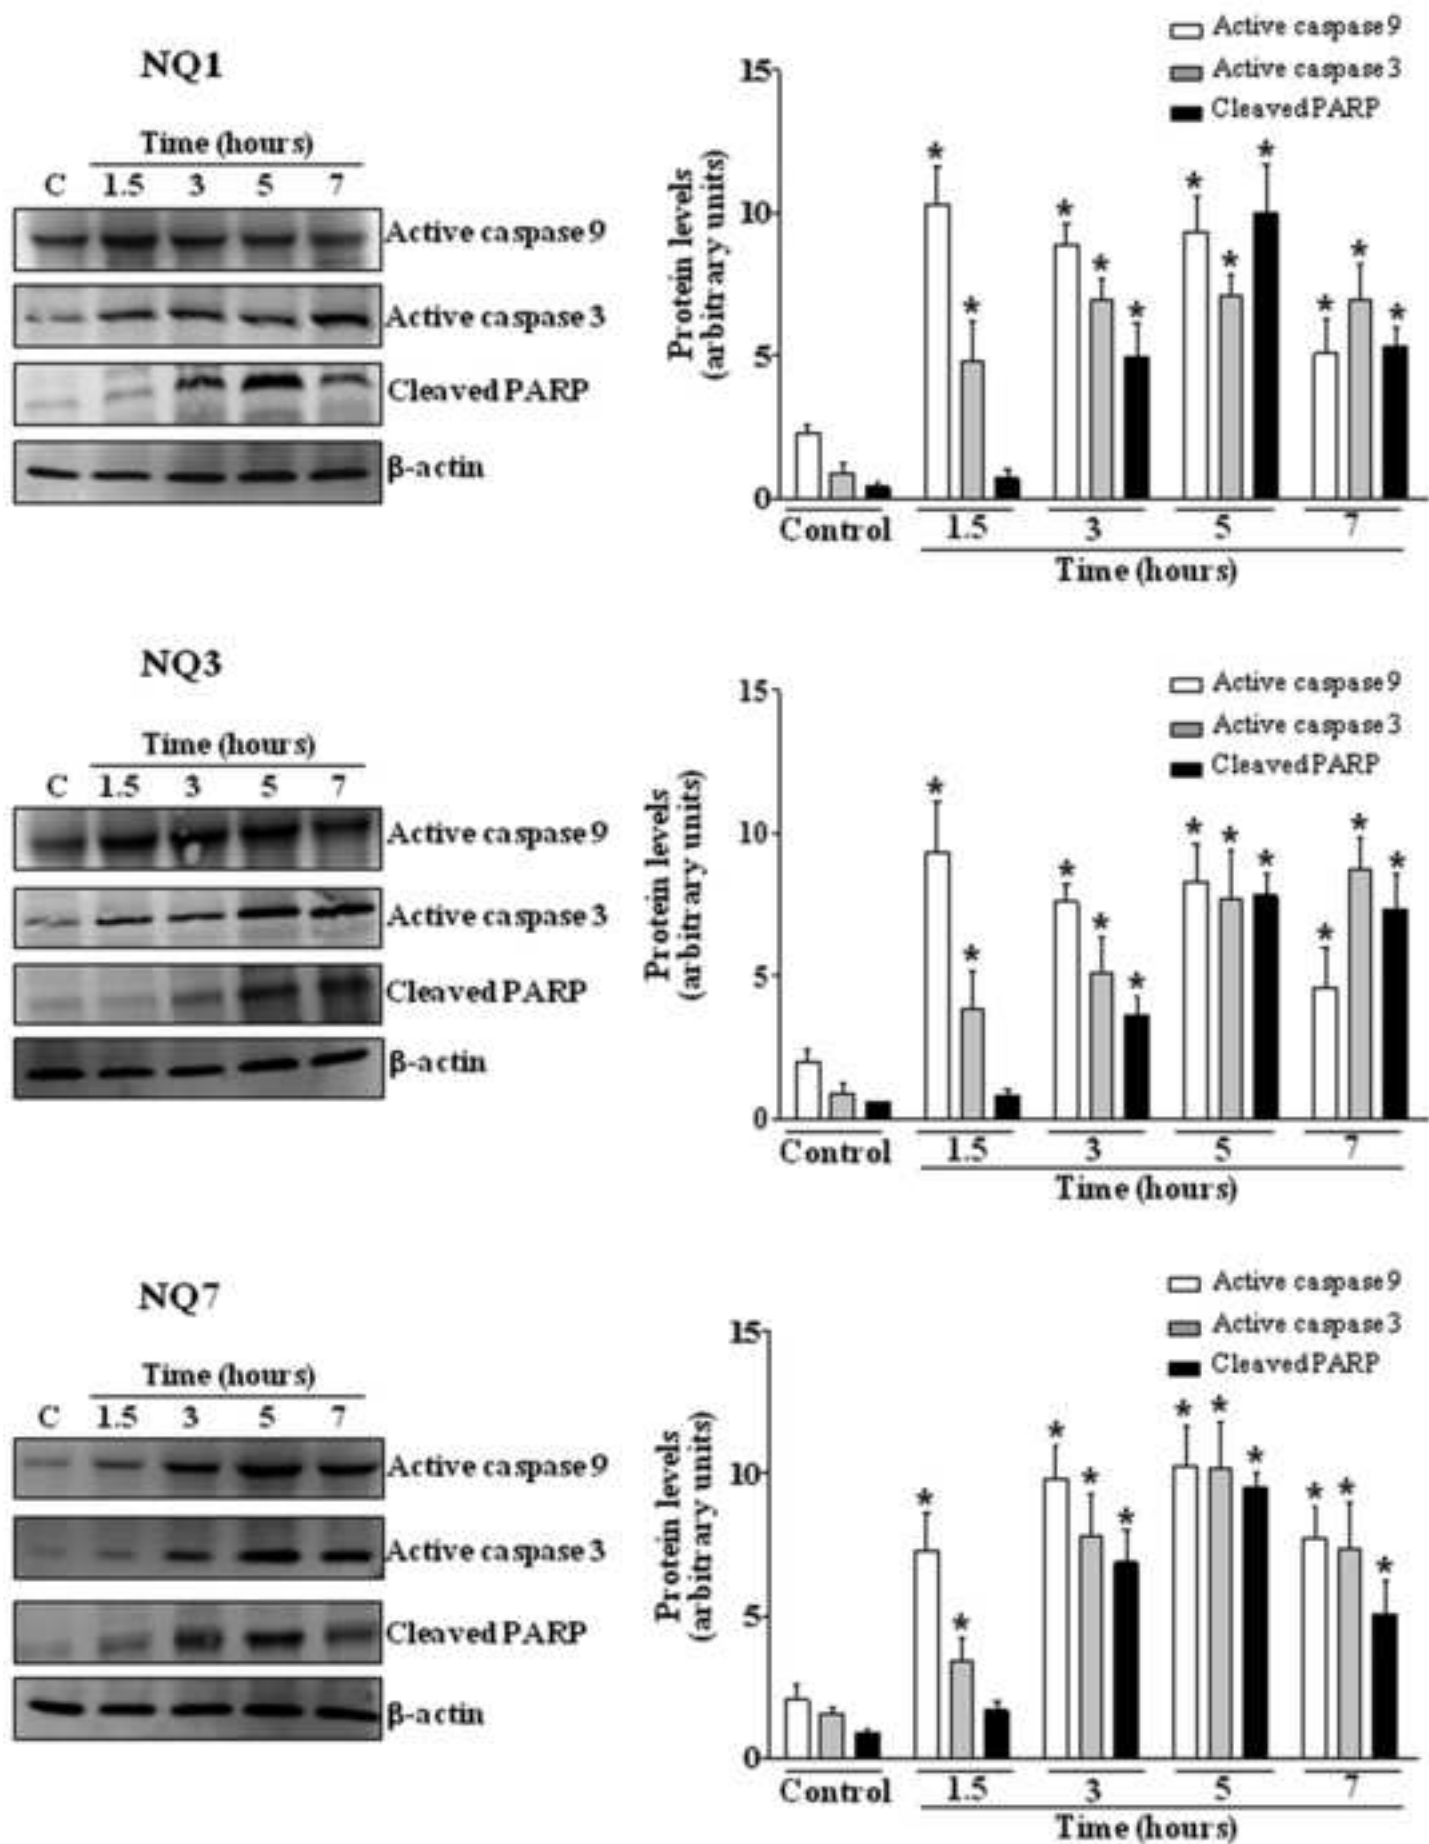 NQ1
Time (hours)
C 1.5 3 5 7
Active caspase 9
Active caspase 3
Cleaved PARP
β-actin
Active caspase 9
Active caspase 3
Cleaved PARP
Protein levels
(arbitrary units)
15
10
5
0
* * * * * * * * * * *
Control 1.5 3 5 7
Time (hours)
NQ3
Time (hours)
C 1.5 3 5 7
Active caspase 9
Active caspase 3
Cleaved PARP
β-actin
Active caspase 9
Active caspase 3
Cleaved PARP
Protein levels
(arbitrary units)
15
10
5
0
* * * * * * * * * * *
Control 1.5 3 5 7
Time (hours)
NQ7
Time (hours)
C 1.5 3 5 7
Active caspase 9
Active caspase 3
Cleaved PARP
β-actin
Active caspase 9
Active caspase 3
Cleaved PARP
Protein levels
(arbitrary units)
15
10
5
0
* * * * * * * * * * *
Control 1.5 3 5 7
Time (hours)